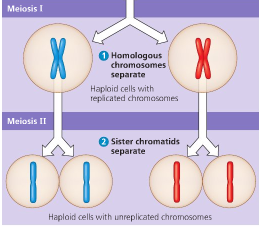 Meiosis I
1 Homologous
chromosomes
separate
Haploid cells with
replicated chromosomes
Meiosis II
2 Sister chromatids
separate
Haploid cells with unreplicated chromosomes